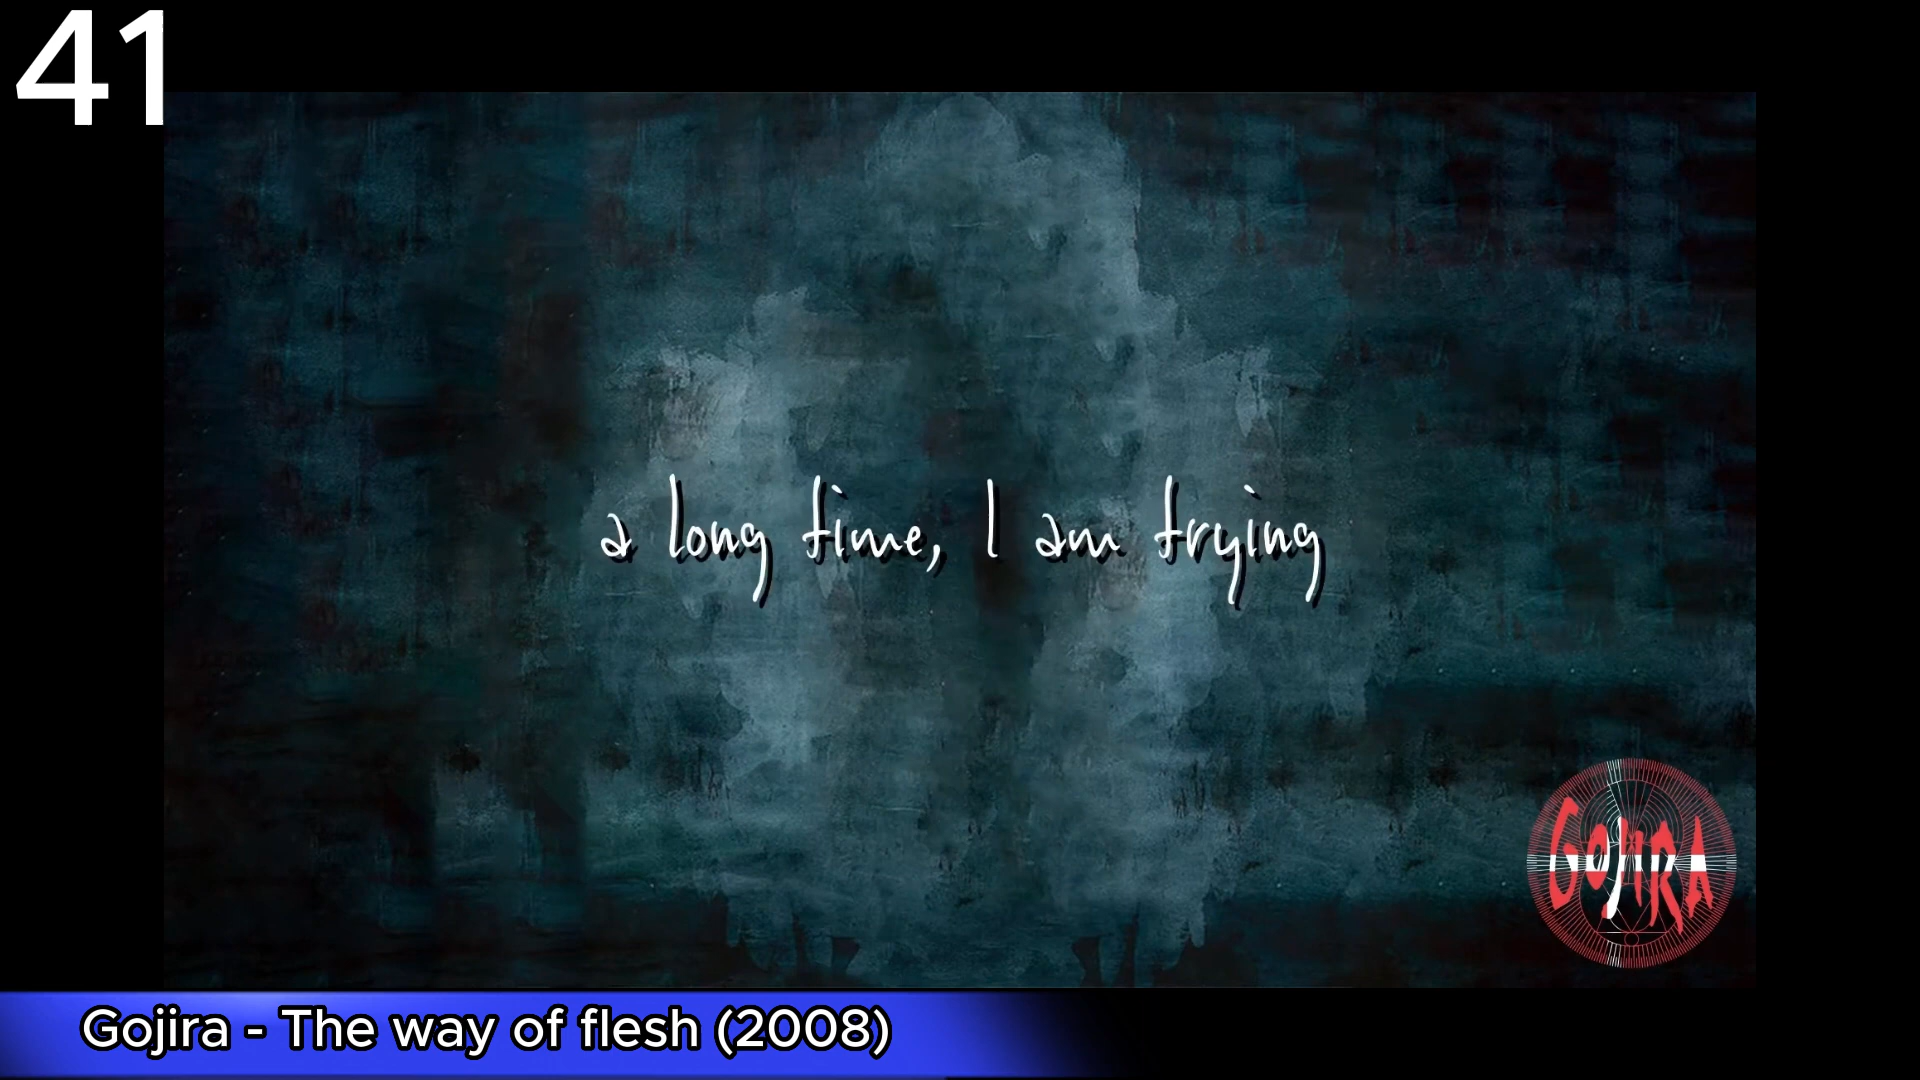 41
a long time, I am trying
GOJIRA
Gojira - The way of flesh (2008)